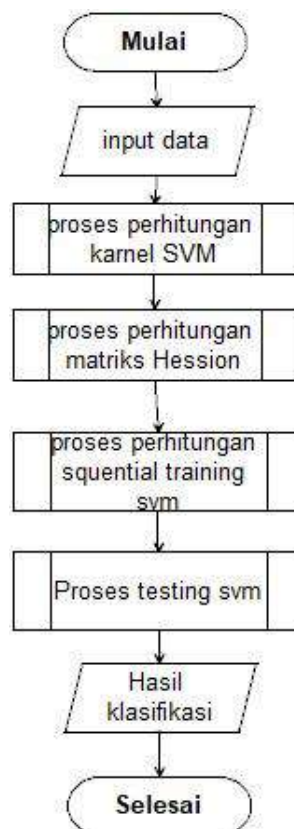 Mulai
input data
proses perhitungan
karnel SVM
proses perhitungan
matriks Hession
proses perhitungan
squential training
svm
Proses testing svm
Hasil
klasifikasi
Selesai